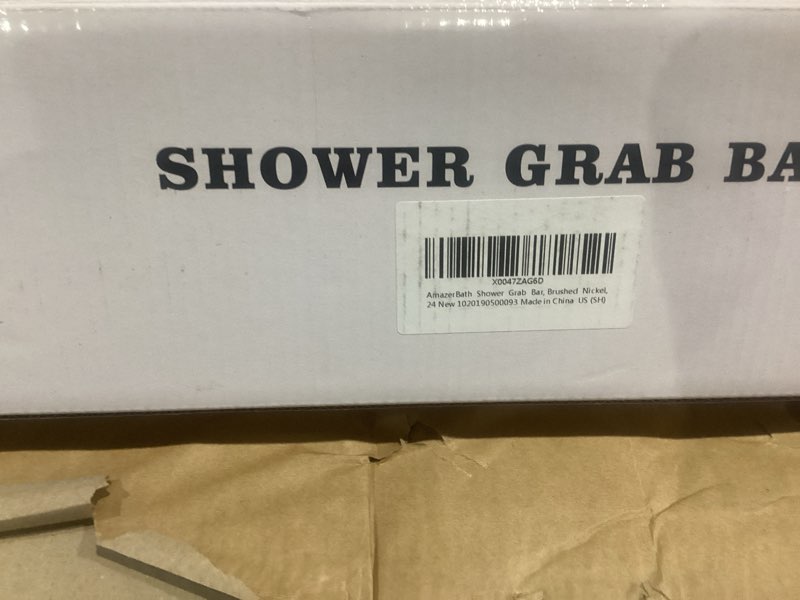 SHOWER GRAB BA
X0047ZAG6D
AmazerBath Shower Grab Bar, Brushed Nickel,
24 New 1020190500093 Made in China US (SH)